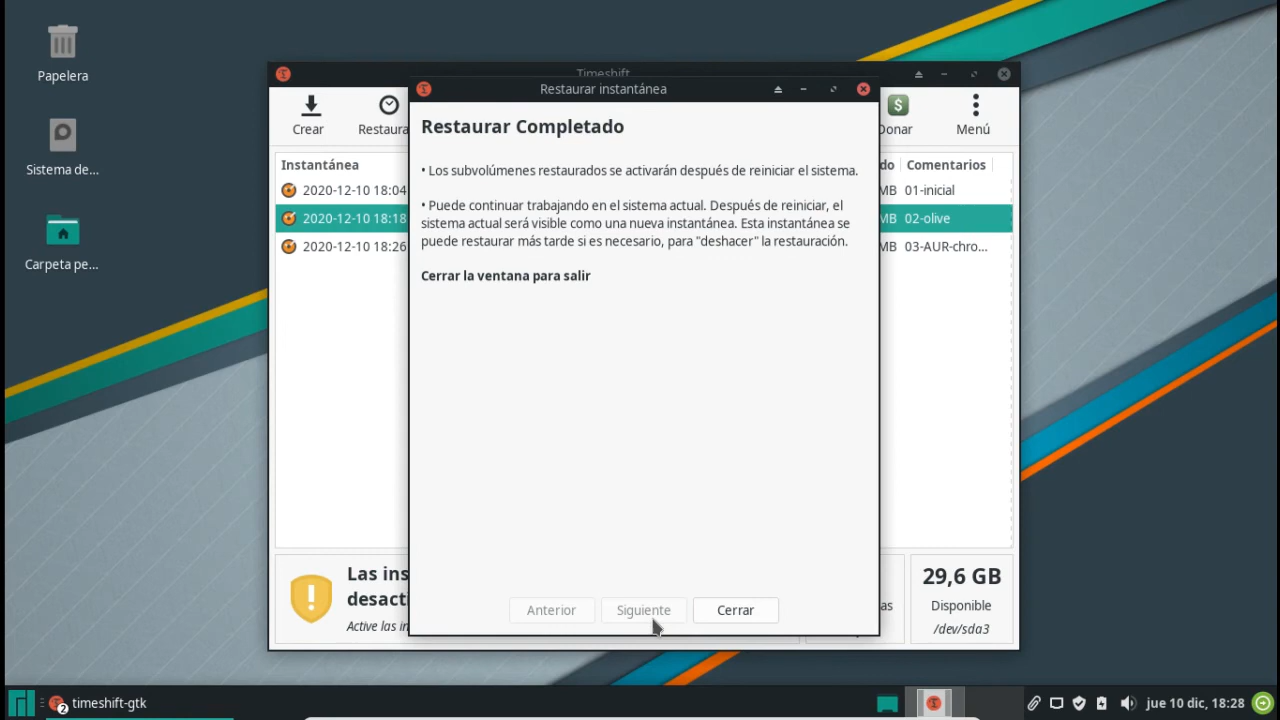 Papelera
Sistema de...
Carpeta pe...
Timeshift
Restaurar instantánea
Crear
Restaura
Donar
Menú
Instantánea
do
Comentarios
2020-12-10 18:04
MB
01-inicial
2020-12-10 18:18
MB
02-olive
2020-12-10 18:26
MB
03-AUR-chro...
Restaurar Completado
• Los subvolúmenes restaurados se activarán después de reiniciar el sistema.
• Puede continuar trabajando en el sistema actual. Después de reiniciar, el
sistema actual será visible como una nueva instantánea. Esta instantánea se
puede restaurar más tarde si es necesario, para "deshacer" la restauración.
Cerrar la ventana para salir
Anterior
Siguiente
Cerrar
Las ins
desacti
Active las in
as
29,6 GB
Disponible
/dev/sda3
2
timeshift-gtk
jue 10 dic, 18:28